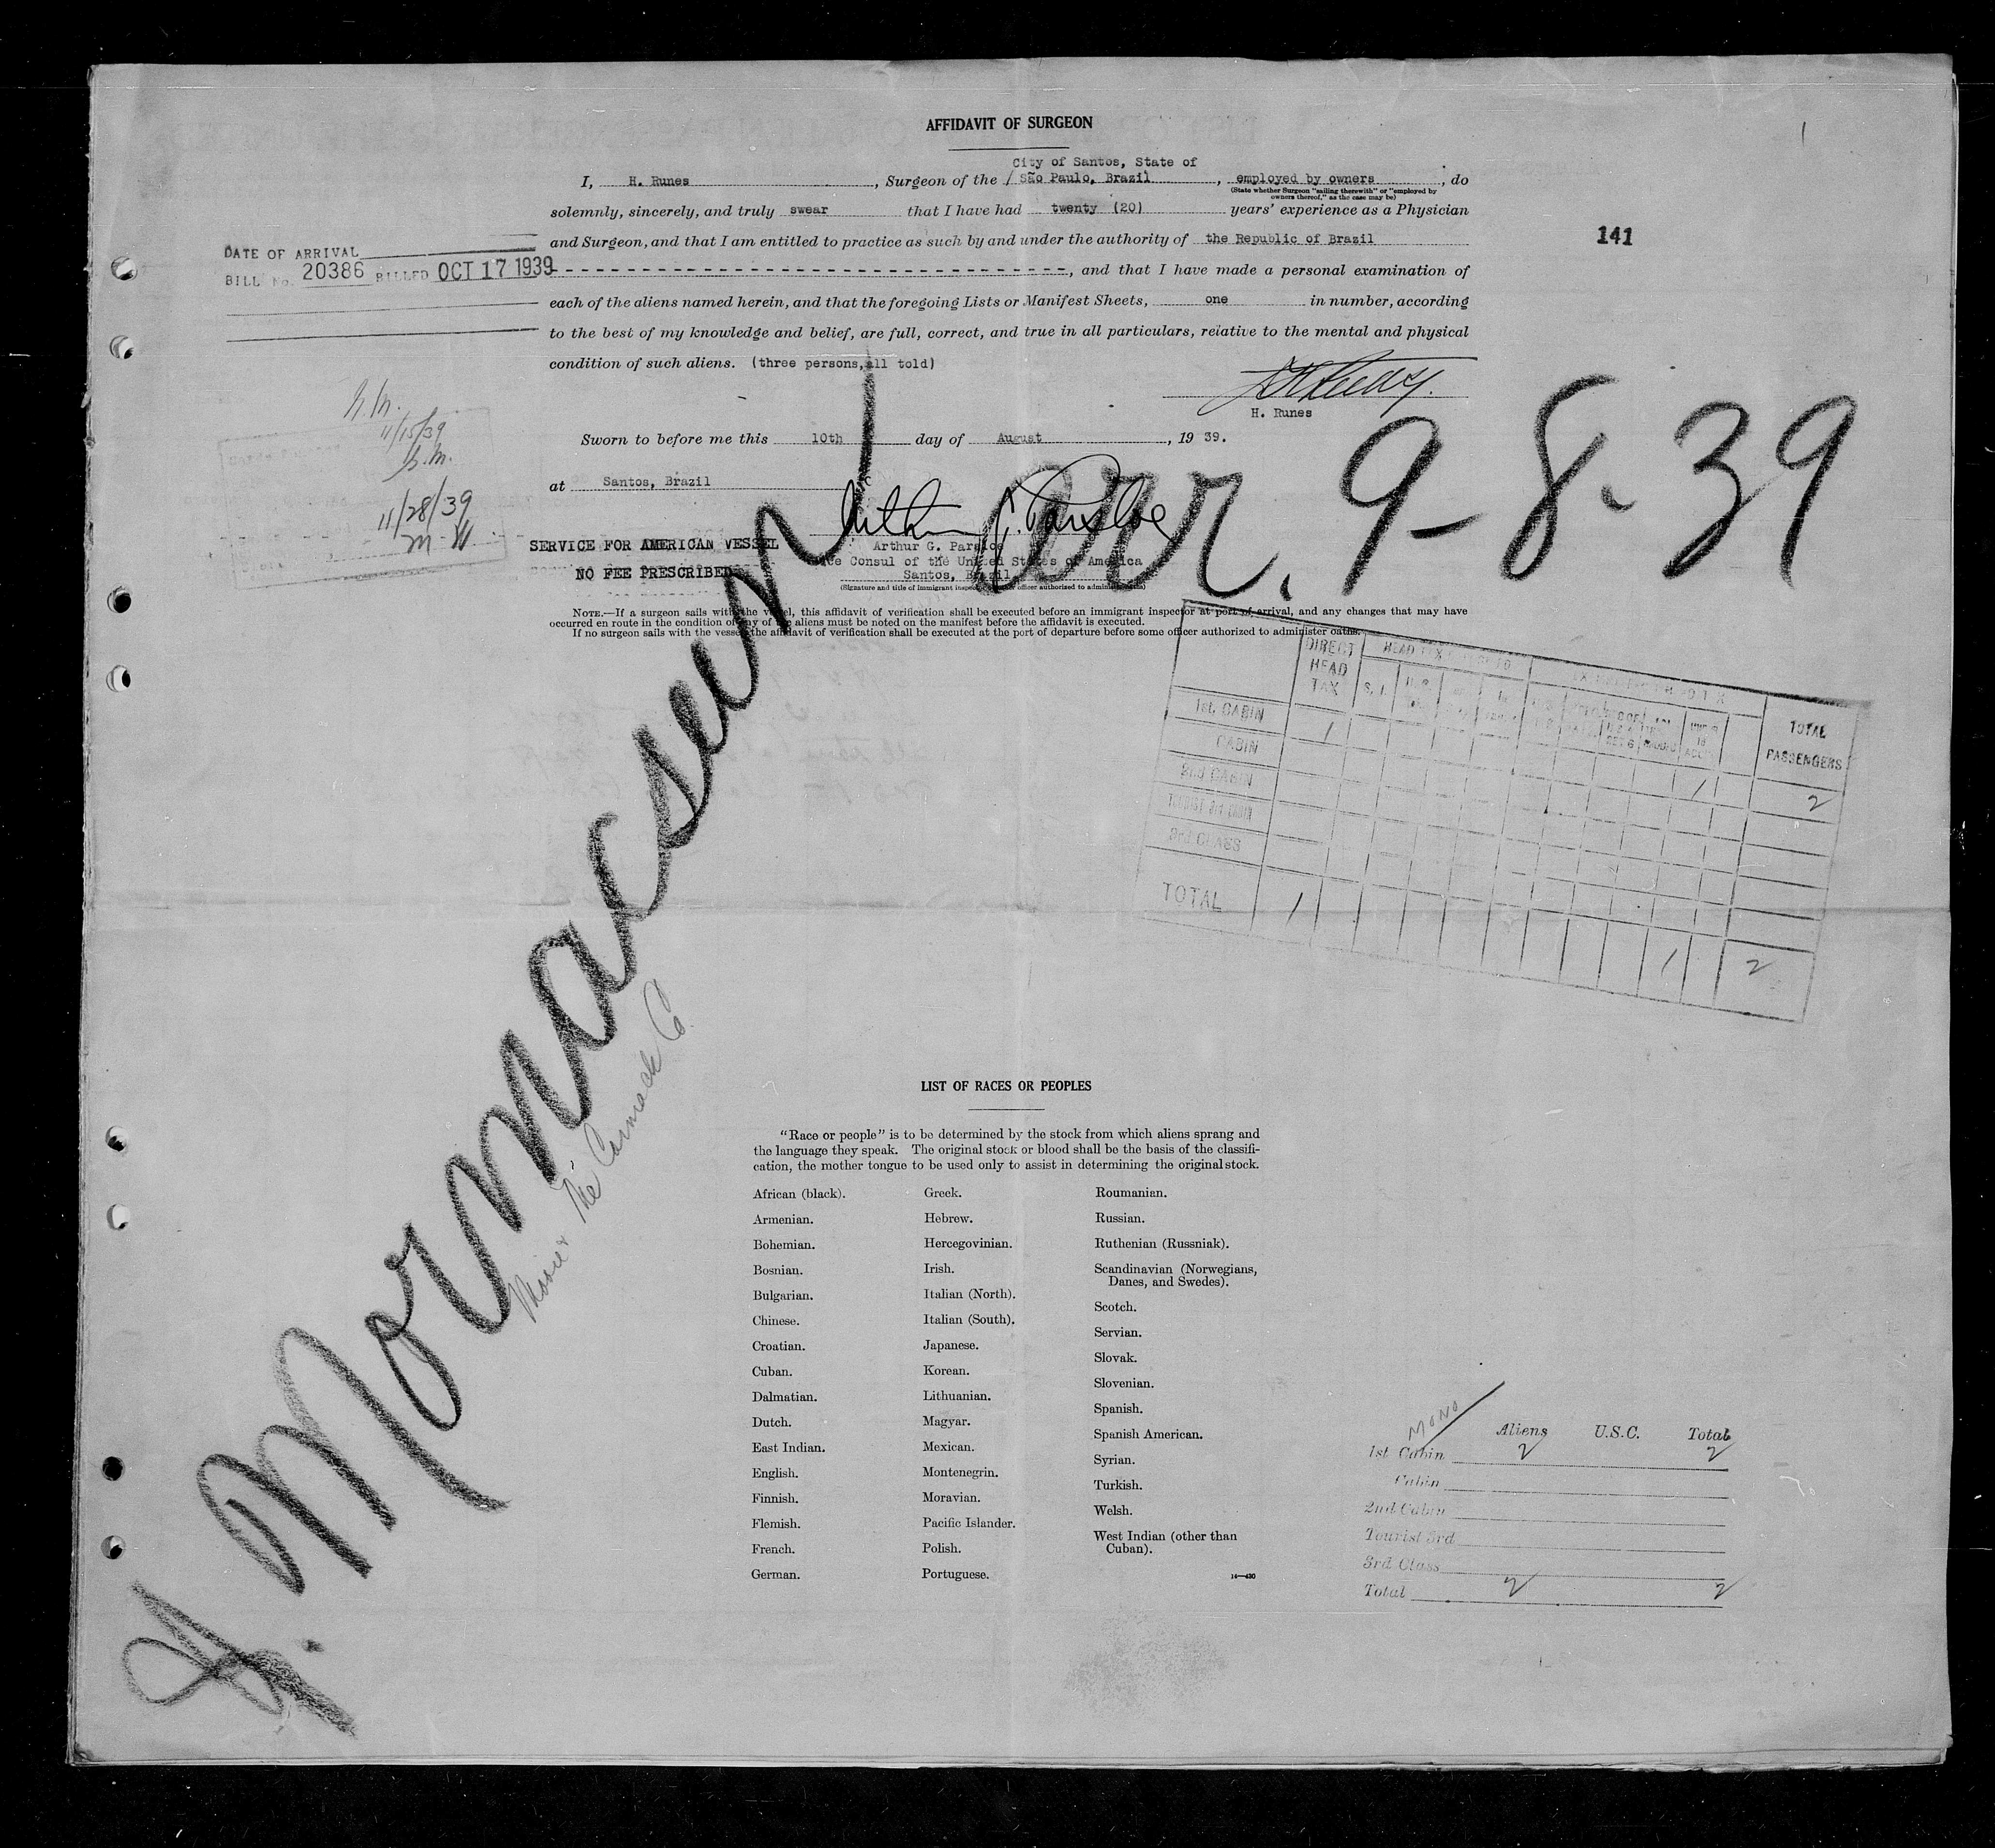 AFFIDAVIT OF SURGEON
City of Santos, State of
I, H. Runes, Surgeon of the / São Paulo, Brazil, employed by owners, do
(State whether Surgeon "sailing therewith" or "employed by
owners thereof," as the case may be)
solemnly, sincerely, and truly swear that I have had twenty (20) years' experience as a Physician
and Surgeon, and that I am entitled to practice as such by and under the authority of the Republic of Brazil
141
DATE OF ARRIVAL
BILL No. 20386 BILLED OCT 17 1939
, and that I have made a personal examination of
each of the aliens named herein, and that the foregoing Lists or Manifest Sheets, one in number, according
to the best of my knowledge and belief, are full, correct, and true in all particulars, relative to the mental and physical
condition of such aliens. (three persons, all told)
H. Runes
11/15/39
11/28/39
Sworn to before me this 10th day of August, 19 39.
at Santos, Brazil
arr. 9-8-39
SERVICE FOR AMERICAN VESSEL
NO FEE PRESCRIBED
Arthur G. Parsloe
Vice Consul of the United States of America
Santos, Brazil
(Signature and title of immigrant inspector or officer authorized to administer oaths)
NOTE.—If a surgeon sails with the vessel, this affidavit of verification shall be executed before an immigrant inspector at port of arrival, and any changes that may have
occurred en route in the condition of any of the aliens must be noted on the manifest before the affidavit is executed.
If no surgeon sails with the vessel, the affidavit of verification shall be executed at the port of departure before some officer authorized to administer oaths.
DIRECT HEAD TAX
TOTAL PASSENGERS
1st. CABIN 1 1 2
CABIN
2nd CABIN
TOURIST 3rd CABIN
3rd CLASS
TOTAL 1 1 2
S. Mormacsea
Moore McCormack Co
LIST OF RACES OR PEOPLES
"Race or people" is to be determined by the stock from which aliens sprang and
the language they speak. The original stock or blood shall be the basis of the classifi-
cation, the mother tongue to be used only to assist in determining the original stock.
African (black).
Armenian.
Bohemian.
Bosnian.
Bulgarian.
Chinese.
Croatian.
Cuban.
Dalmatian.
Dutch.
East Indian.
English.
Finnish.
Flemish.
French.
German.
Greek.
Hebrew.
Hercegovinian.
Irish.
Italian (North).
Italian (South).
Japanese.
Korean.
Lithuanian.
Magyar.
Mexican.
Montenegrin.
Moravian.
Pacific Islander.
Polish.
Portuguese.
Roumanian.
Russian.
Ruthenian (Russniak).
Scandinavian (Norwegians,
Danes, and Swedes).
Scotch.
Servian.
Slovak.
Slovenian.
Spanish.
Spanish American.
Syrian.
Turkish.
Welsh.
West Indian (other than
Cuban).
14—430
MONO
Aliens U.S.C. Total
1st Cabin 2 2
Cabin
2nd Cabin
Tourist 3rd
3rd Class
Total 2 2